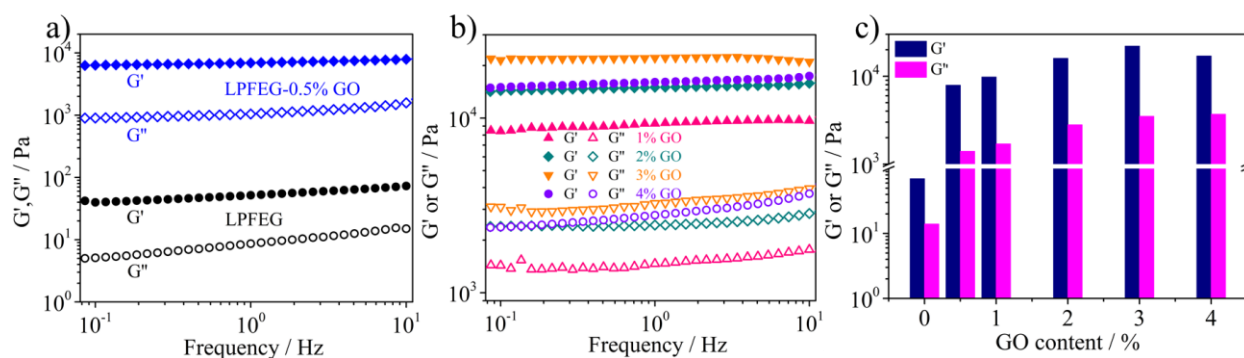 a)
10⁴
10³
10²
10¹
10⁰
G',G'' / Pa
G'
LPFEG-0.5% GO
G''
G'
LPFEG
G''
10⁻¹
10⁰
10¹
Frequency / Hz
b)
10⁴
10³
G' or G'' / Pa
G' G'' 1% GO
G' G'' 2% GO
G' G'' 3% GO
G' G'' 4% GO
10⁻¹
10⁰
10¹
Frequency / Hz
c)
G'
G''
10⁴
10³
10²
10¹
10⁰
G' or G'' / Pa
0 1 2 3 4
GO content / %